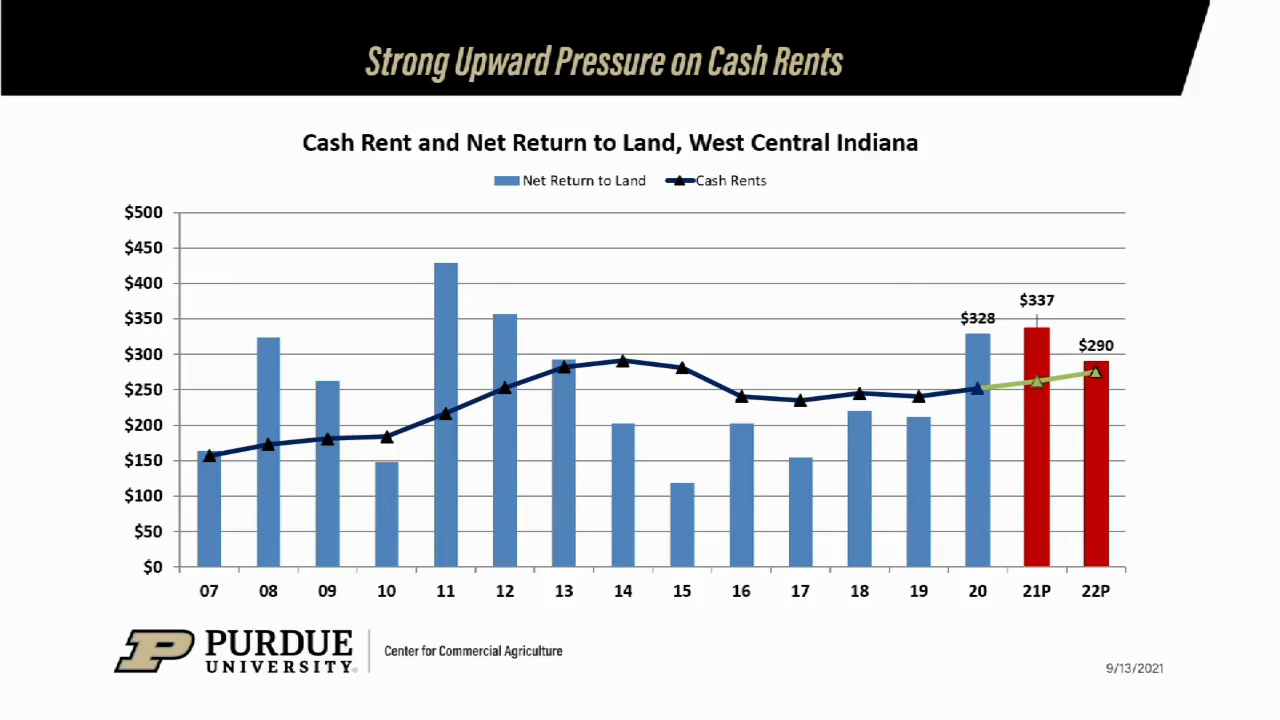 Strong Upward Pressure on Cash Rents
Cash Rent and Net Return to Land, West Central Indiana
Net Return to Land Cash Rents
$500
$450
$400
$350
$300
$250
$200
$150
$100
$50
$0
$328
$337
$290
07 08 09 10 11 12 13 14 15 16 17 18 19 20 21P 22P
P PURDUE
UNIVERSITY®
Center for Commercial Agriculture
9/13/2021